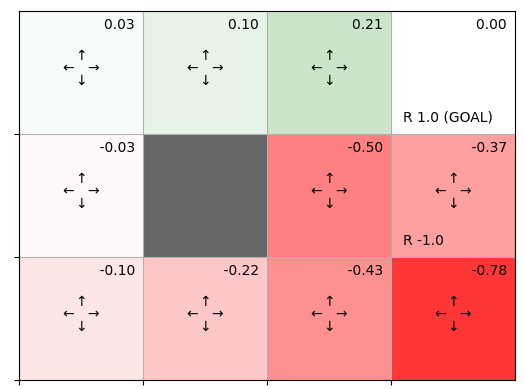 0.03 0.10 0.21 0.00
↑ ↑ ↑
← → ← → ← →
↓ ↓ ↓
R 1.0 (GOAL)
-0.03 -0.50 -0.37
↑ ↑ ↑
← → ← → ← →
↓ ↓ ↓
R -1.0
-0.10 -0.22 -0.43 -0.78
↑ ↑ ↑ ↑
← → ← → ← → ← →
↓ ↓ ↓ ↓